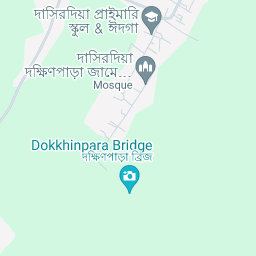 দাসিরদিয়া প্রাইমারি
স্কুল & ঈদগা
দাসিরদিয়া
দক্ষিণপাড়া জামে...
Mosque
Dokkhinpara Bridge
দক্ষিণপাড়া ব্রিজ